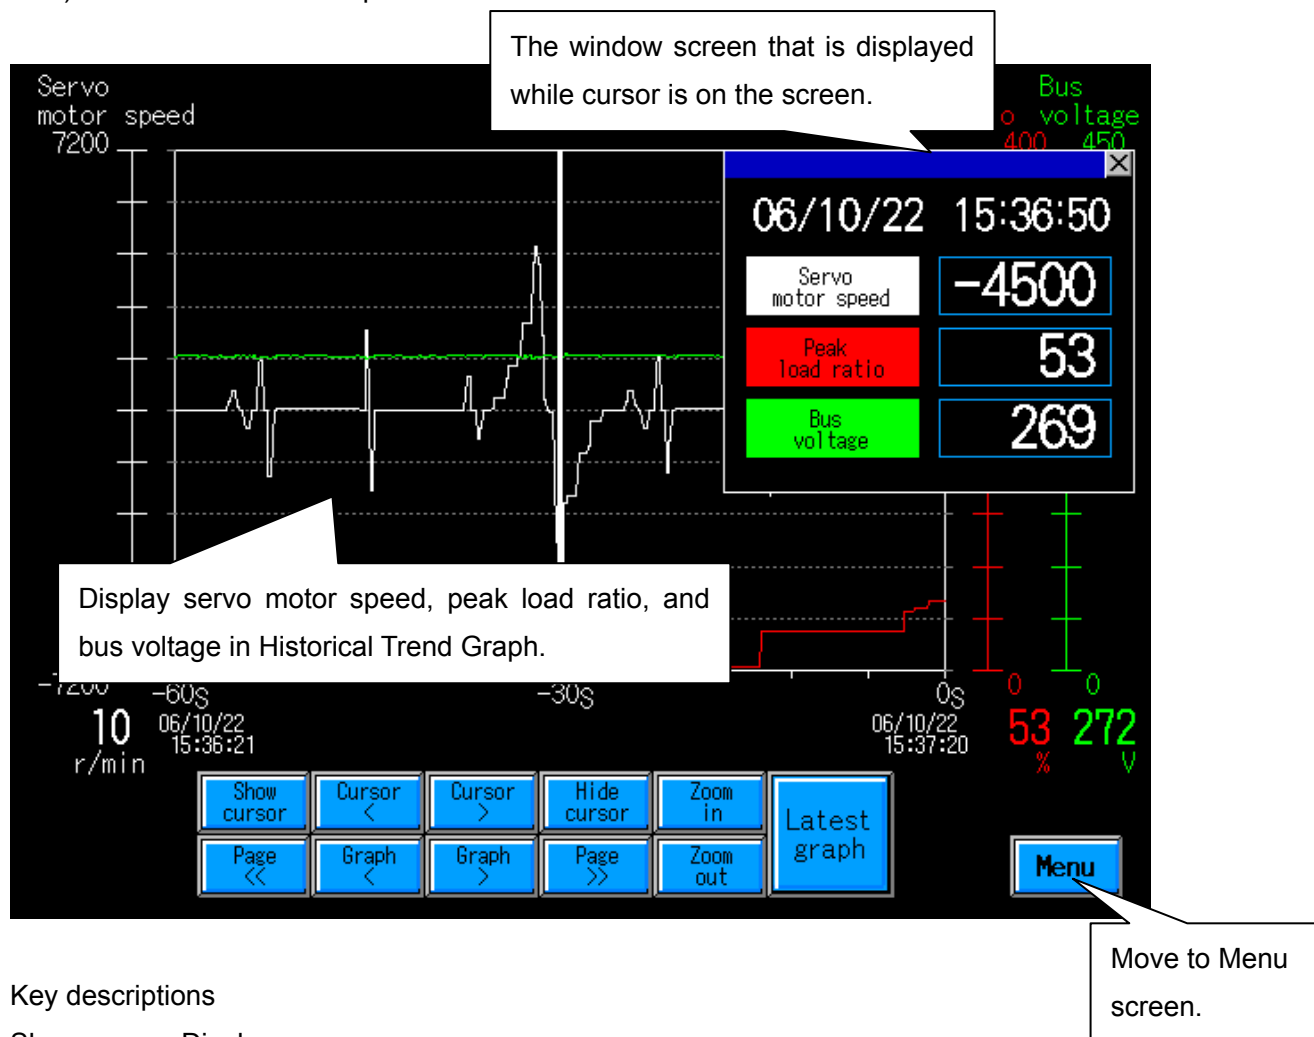 The window screen that is displayed
while cursor is on the screen.
Servo
motor speed
7200
Bus
o voltage
400 450
06/10/22 15:36:50
Servo
motor speed
-4500
Peak
load ratio
53
Bus
voltage
269
Display servo motor speed, peak load ratio, and
bus voltage in Historical Trend Graph.
-7200
-60S
-30S
0S
0
0
10
r/min
06/10/22
15:36:21
06/10/22
15:37:20
53
%
272
V
Show
cursor
Cursor
<
Cursor
>
Hide
cursor
Zoom
in
Latest
graph
Page
<<
Graph
<
Graph
>
Page
>>
Zoom
out
Menu
Move to Menu
screen.
Key descriptions